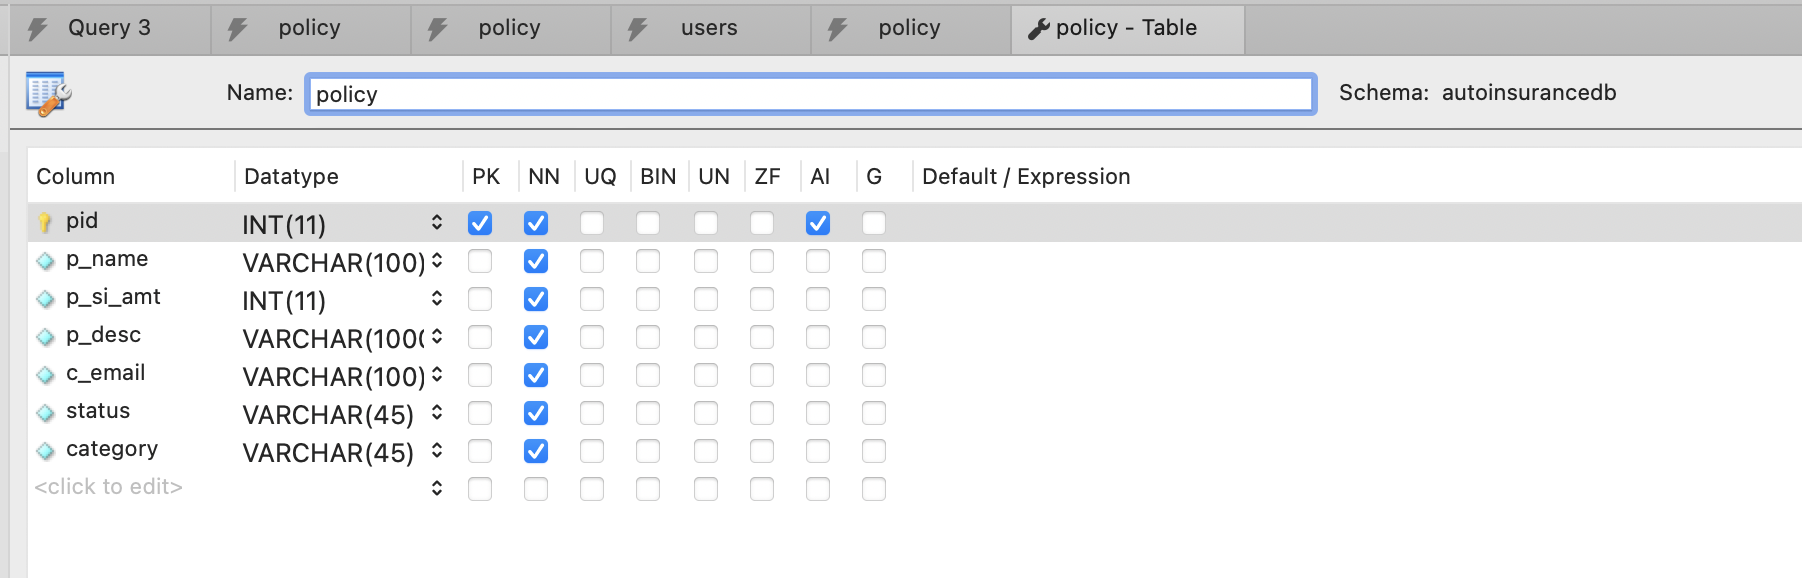 Query 3 policy policy users policy policy - Table
Name: policy Schema: autoinsurancedb
Column Datatype PK NN UQ BIN UN ZF AI G Default / Expression
pid INT(11)
p_name VARCHAR(100)
p_si_amt INT(11)
p_desc VARCHAR(100
c_email VARCHAR(100)
status VARCHAR(45)
category VARCHAR(45)
<click to edit>